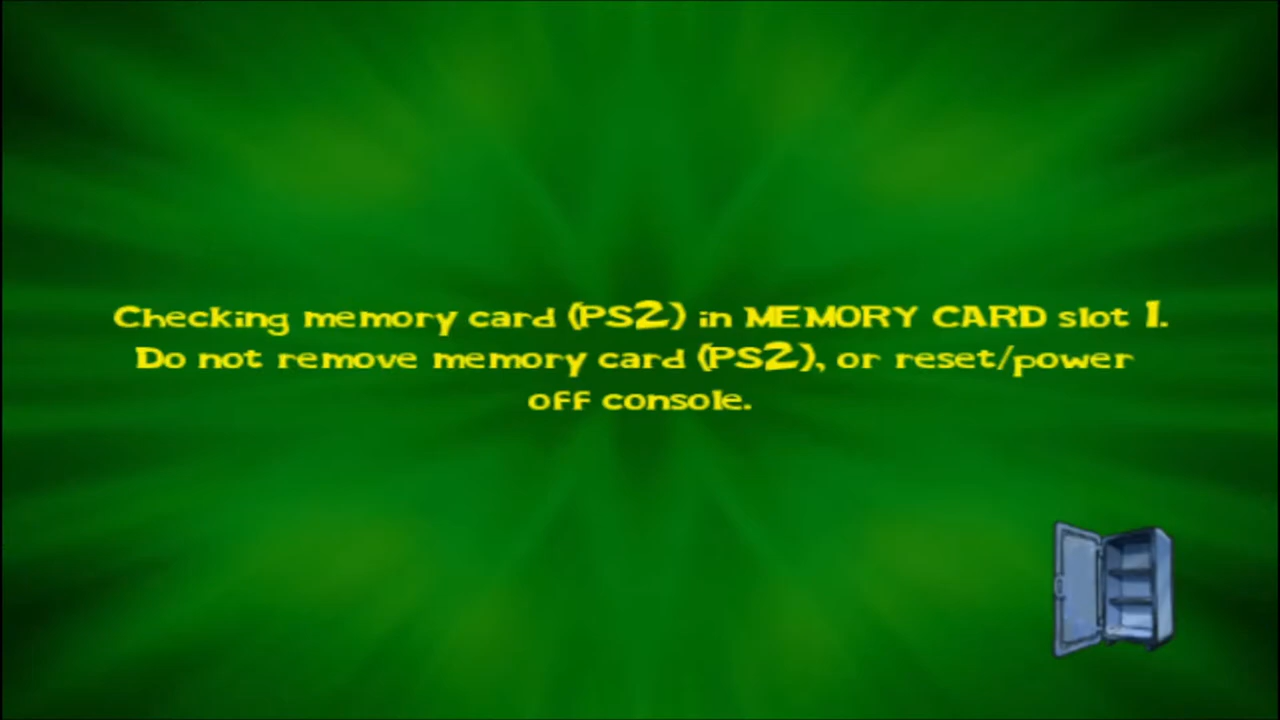 Checking memory card (PS2) in MEMORY CARD slot 1.
Do not remove memory card (PS2), or reset/power
off console.